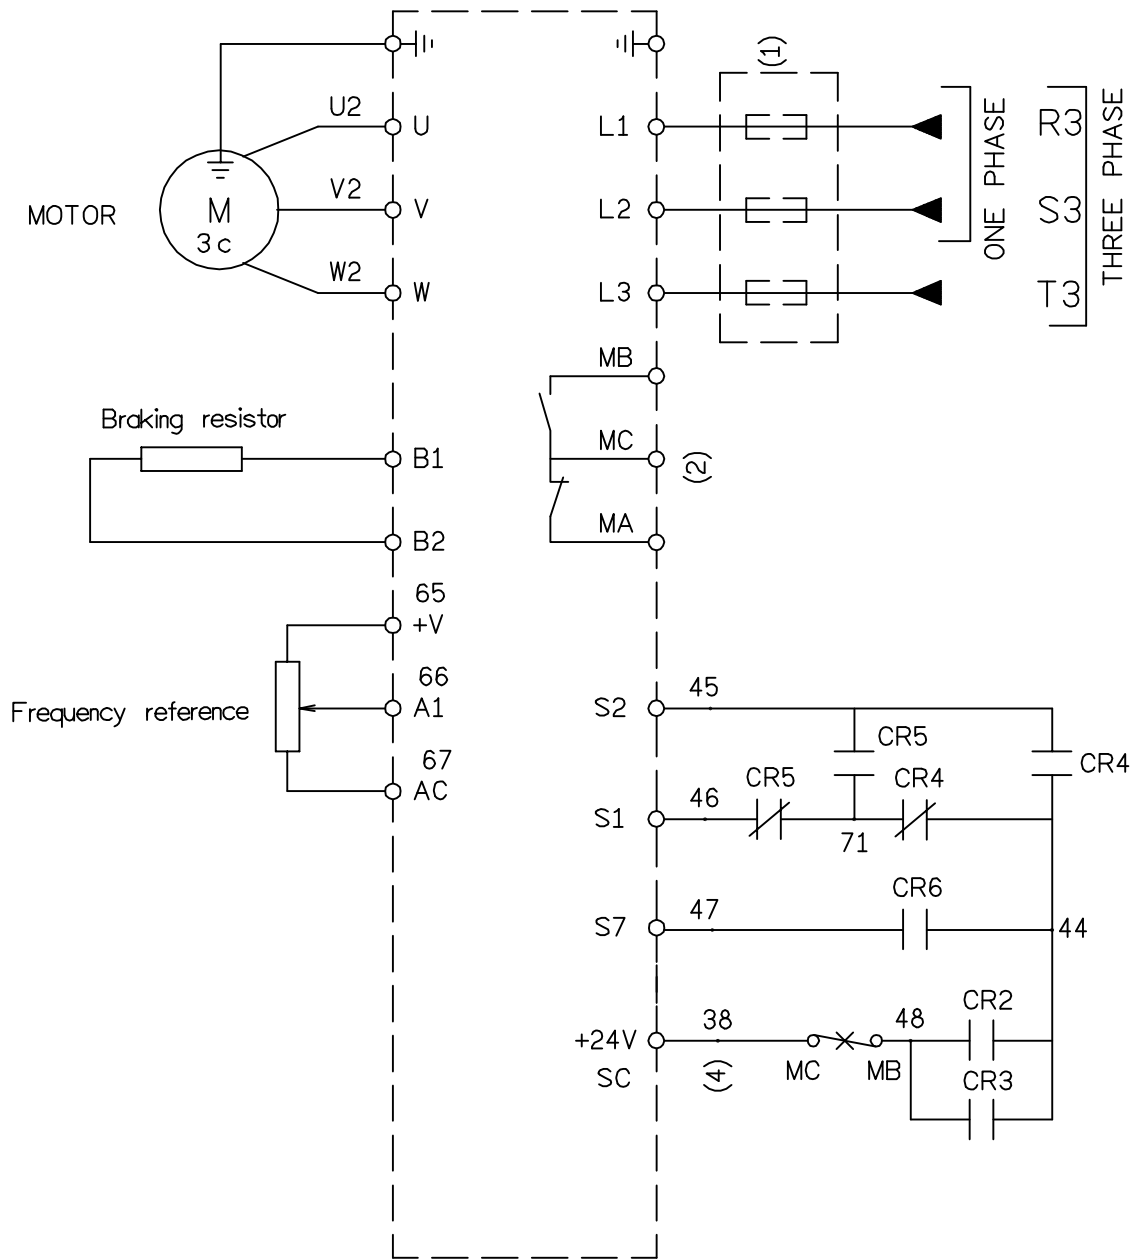 (1)
U2
U
L1
R3
ONE PHASE
THREE PHASE
MOTOR
M
3 c
V2
V
L2
S3
W2
W
L3
T3
MB
Braking resistor
B1
MC
(2)
B2
MA
65
+V
66
Frequency reference
A1
67
AC
S2
45
CR5
CR4
S1
46
CR5
CR4
71
S7
47
CR6
44
+24V
SC
38
(4)
MC
MB
48
CR2
CR3